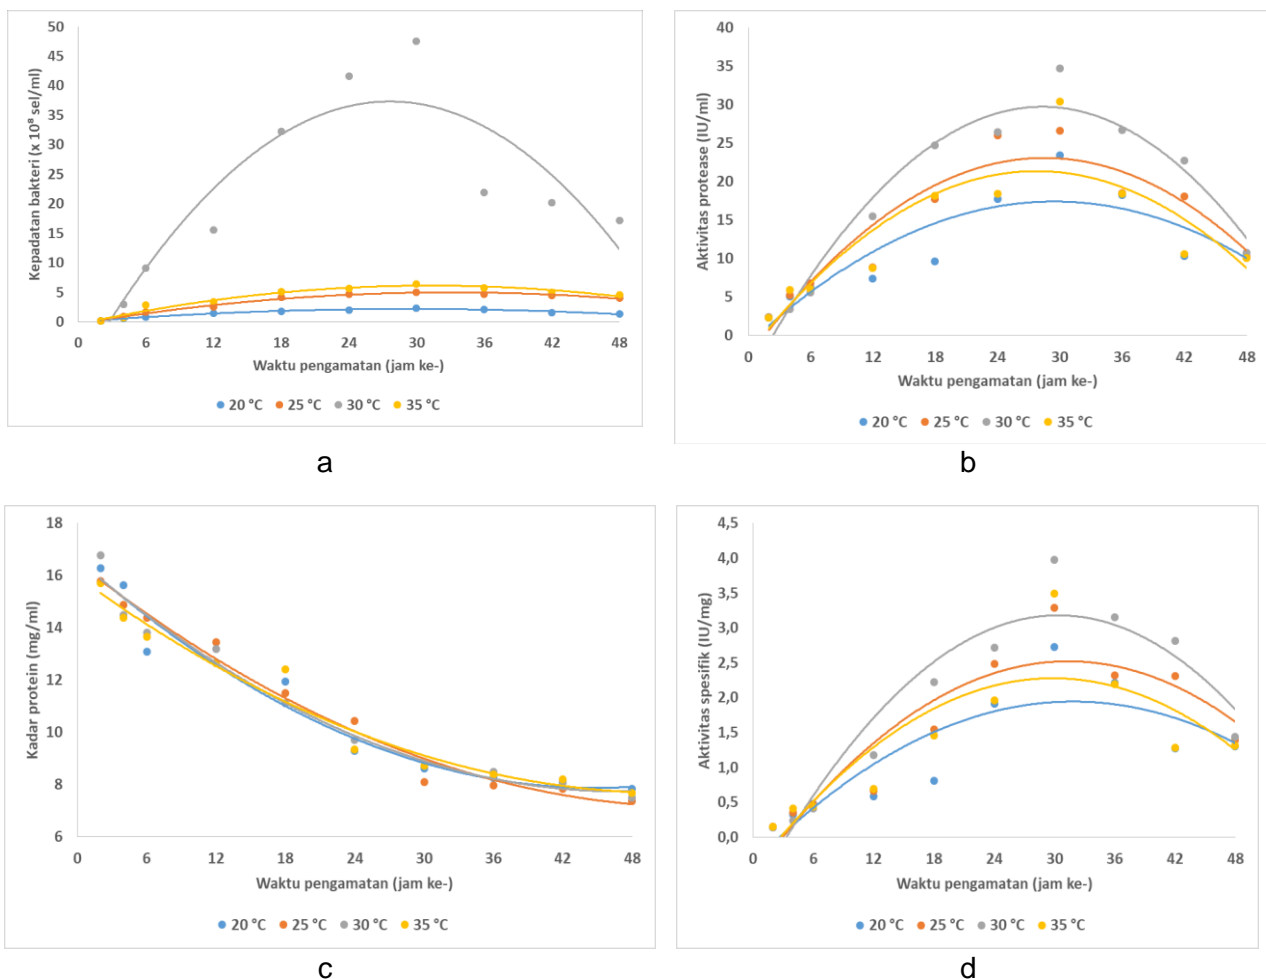 50
45
40
35
30
25
20
15
10
5
0
Kepadatan bakteri (x 10⁸ sel/ml)
0 6 12 18 24 30 36 42 48
Waktu pengamatan (jam ke-)
20 °C 25 °C 30 °C 35 °C
a
40
35
30
25
20
15
10
5
0
Aktivitas protease (IU/ml)
0 6 12 18 24 30 36 42 48
Waktu pengamatan (jam ke-)
20 °C 25 °C 30 °C 35 °C
b
18
16
14
12
10
8
6
Kadar protein (mg/ml)
0 6 12 18 24 30 36 42 48
Waktu pengamatan (jam ke-)
20 °C 25 °C 30 °C 35 °C
c
4,5
4,0
3,5
3,0
2,5
2,0
1,5
1,0
0,5
0,0
Aktivitas spesifik (IU/mg)
0 6 12 18 24 30 36 42 48
Waktu pengamatan (jam ke-)
20 °C 25 °C 30 °C 35 °C
d